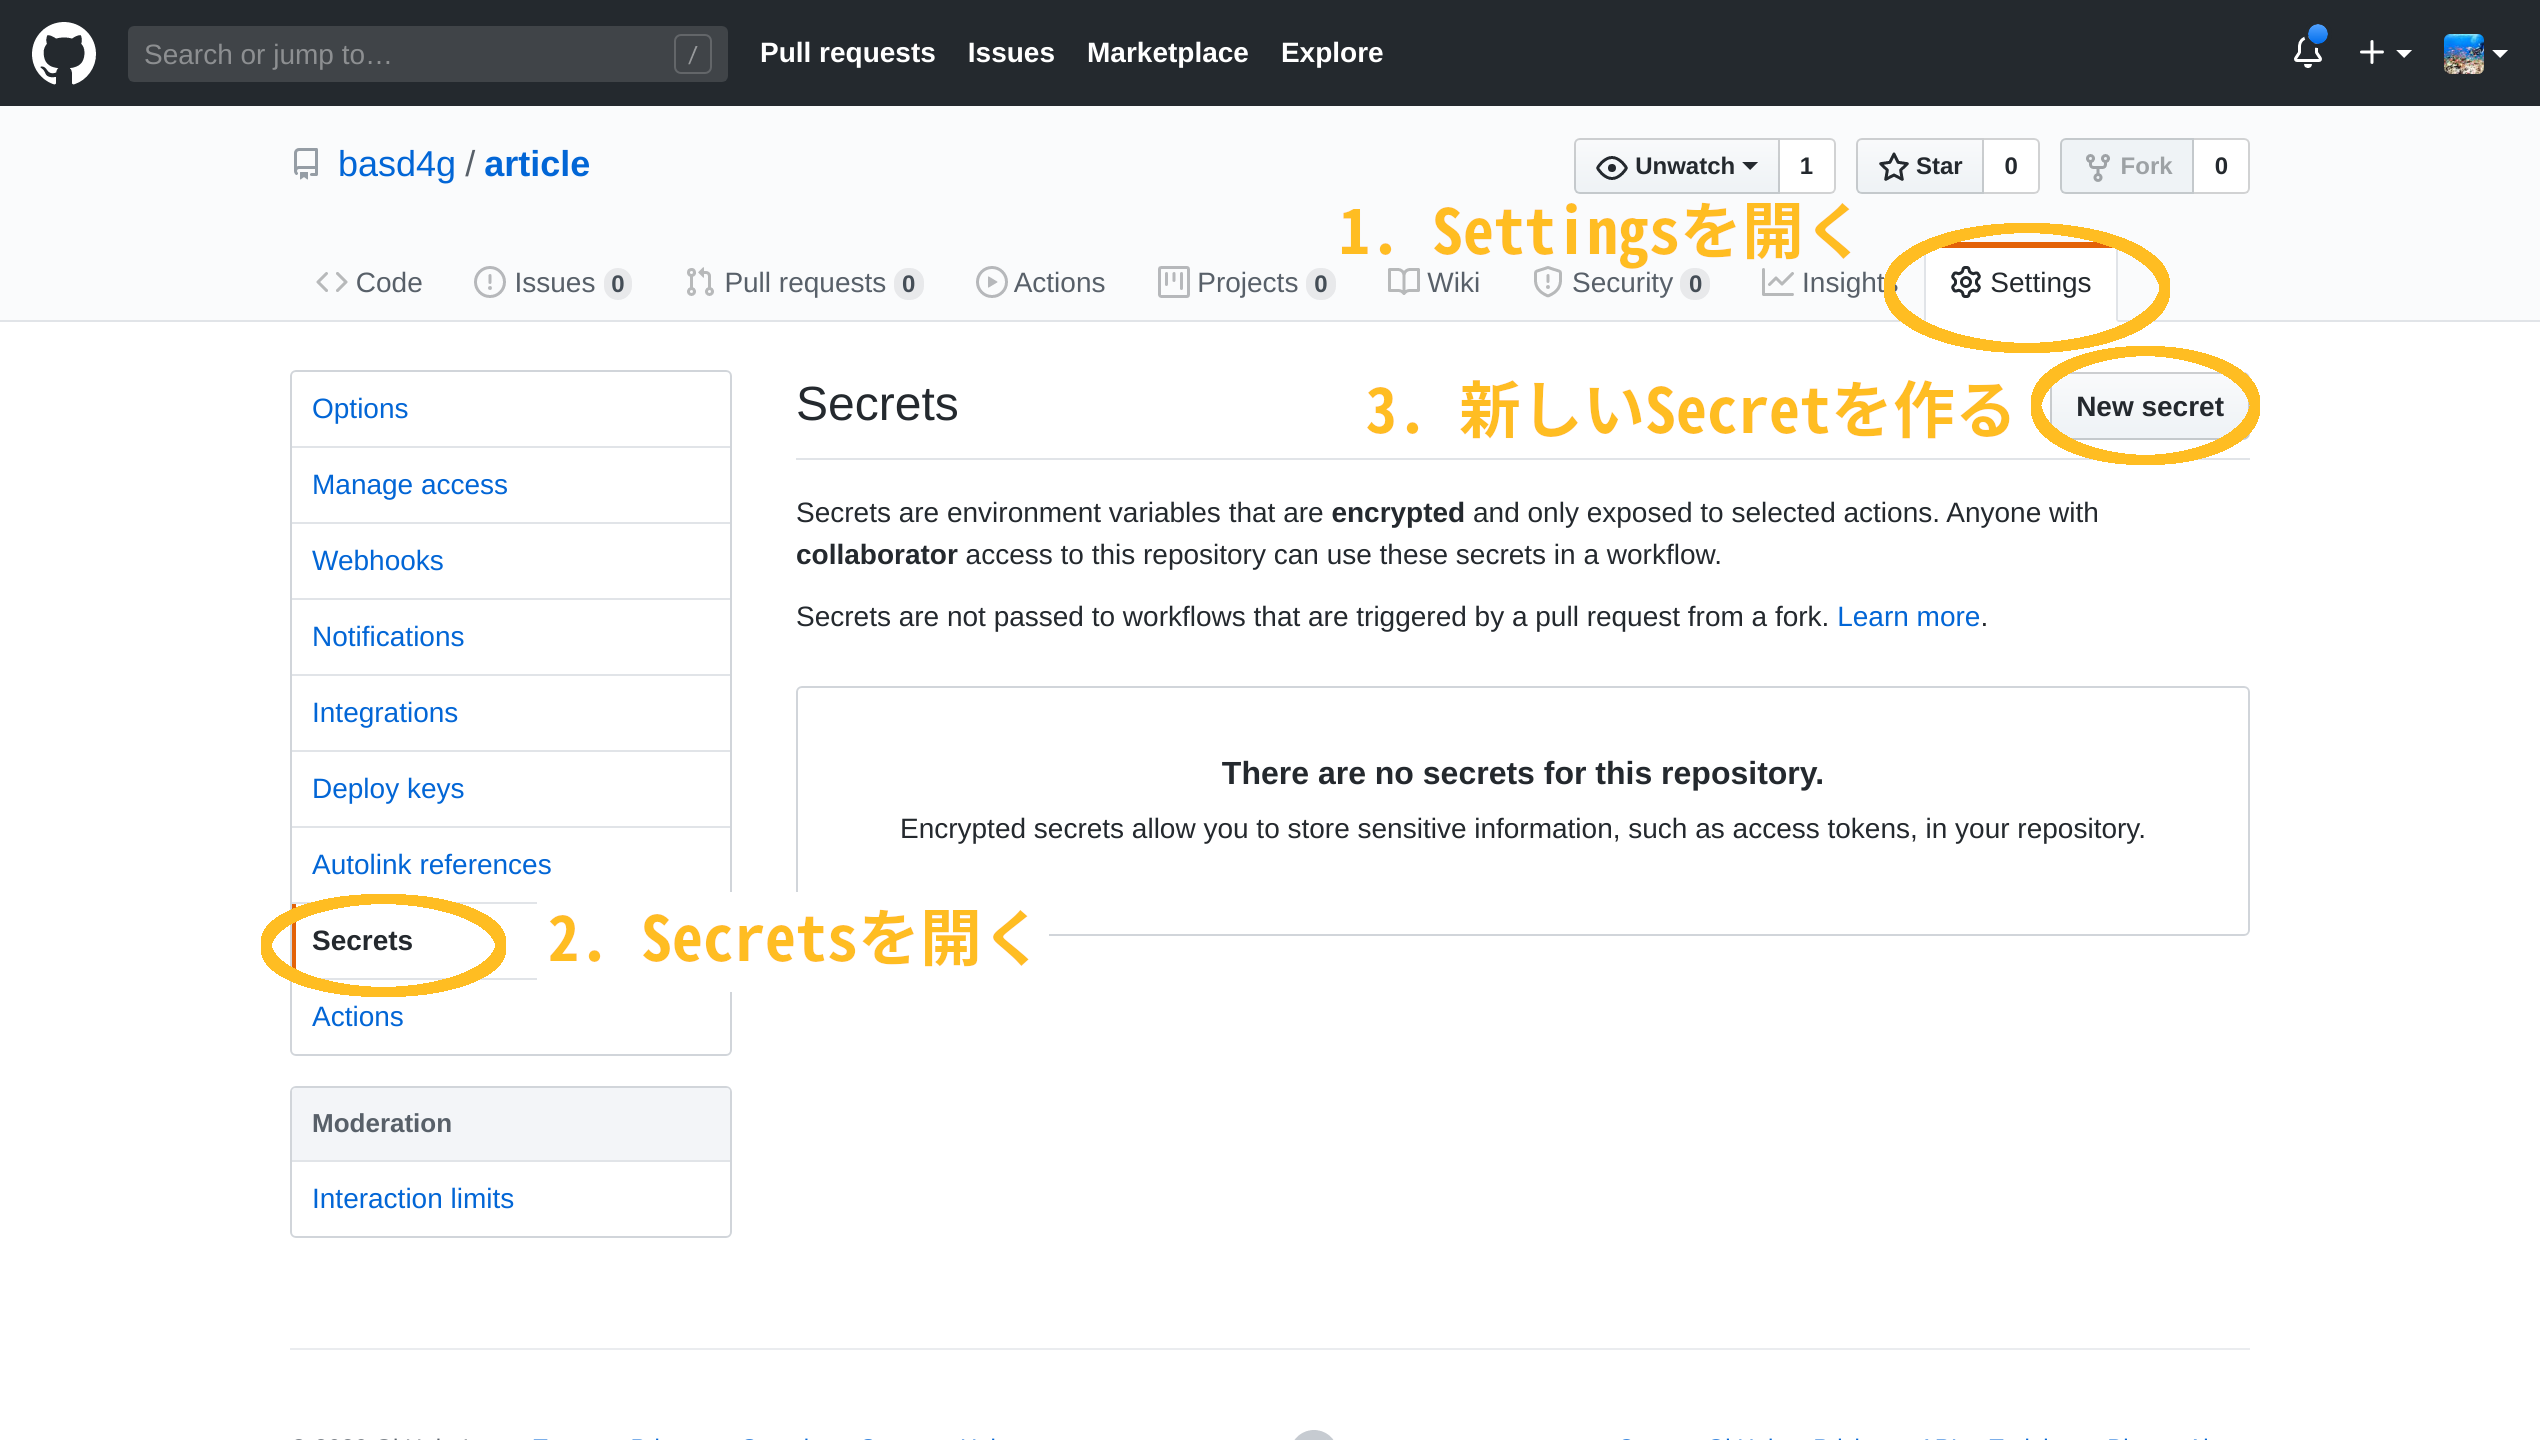 Search or jump to… /
Pull requests Issues Marketplace Explore
basd4g / article
Unwatch 1 Star 0 Fork 0
1. Settingsを開く
Code Issues 0 Pull requests 0 Actions Projects 0 Wiki Security 0 Insights Settings
Options
Manage access
Webhooks
Notifications
Integrations
Deploy keys
Autolink references
Secrets
2. Secretsを開く
Actions
Moderation
Interaction limits
Secrets
3. 新しいSecretを作る
New secret
Secrets are environment variables that are encrypted and only exposed to selected actions. Anyone with
collaborator access to this repository can use these secrets in a workflow.
Secrets are not passed to workflows that are triggered by a pull request from a fork. Learn more.
There are no secrets for this repository.
Encrypted secrets allow you to store sensitive information, such as access tokens, in your repository.